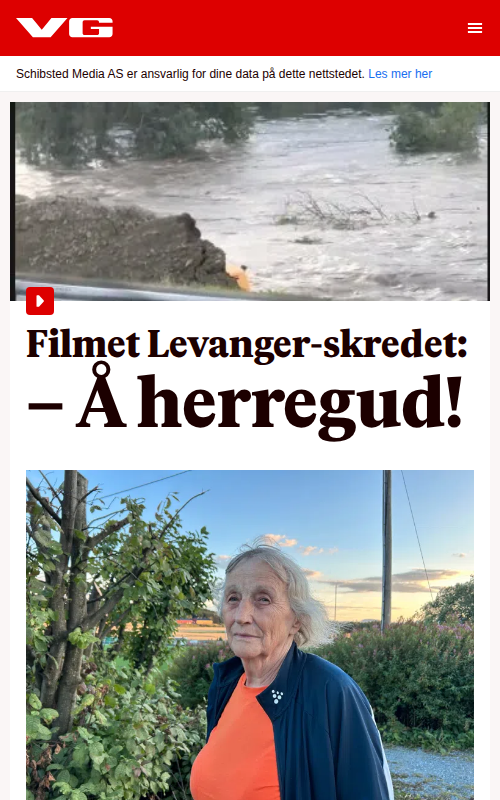 VG
Schibsted Media AS er ansvarlig for dine data på dette nettstedet. Les mer her
Filmet Levanger-skredet:
– Å herregud!